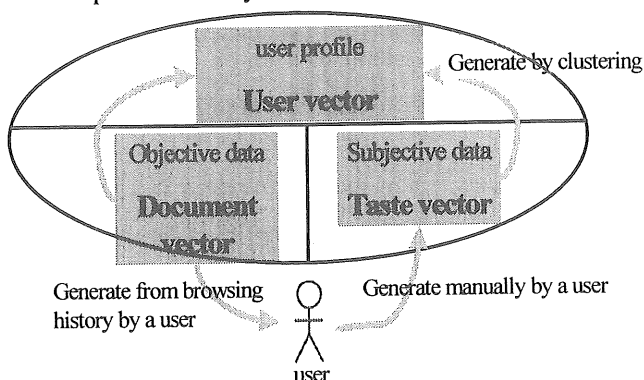 user profile
Generate by clustering
User vector
Objective data
Subjective data
Document
vector
Taste vector
Generate from browsing
history by a user
Generate manually by a user
user